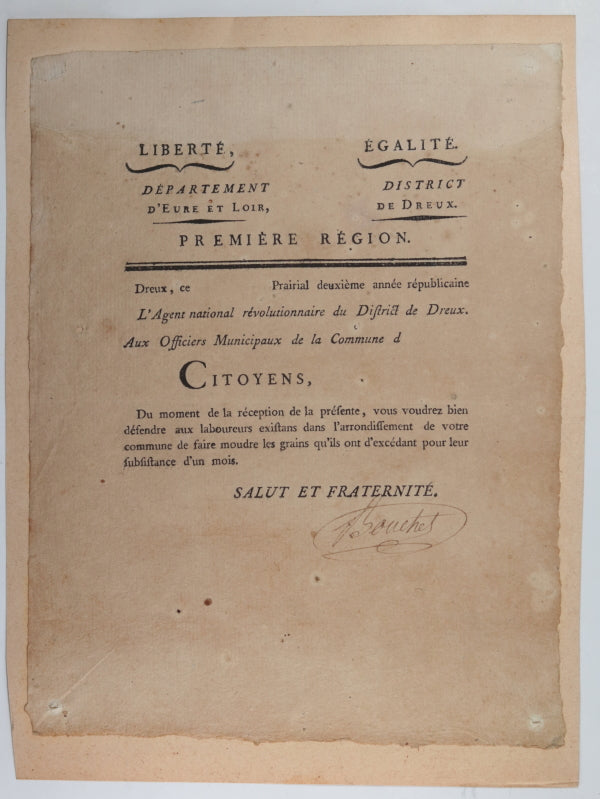 LIBERTÉ, ÉGALITÉ.
DÉPARTEMENT DISTRICT
D'EURE ET LOIR, DE DREUX.
PREMIÈRE RÉGION.
Dreux, ce Prairial deuxième année républicaine
L'Agent national révolutionnaire du Diſtrict de Dreux.
Aux Officiers Municipaux de la Commune d
CITOYENS,
Du moment de la réception de la préſente, vous voudrez bien
défendre aux laboureurs exiſtans dans l'arrondiſſement de votre
commune de faire moudre les grains qu'ils ont d'excédant pour leur
ſubſiſtance d'un mois.
SALUT ET FRATERNITÉ.
Bouchet